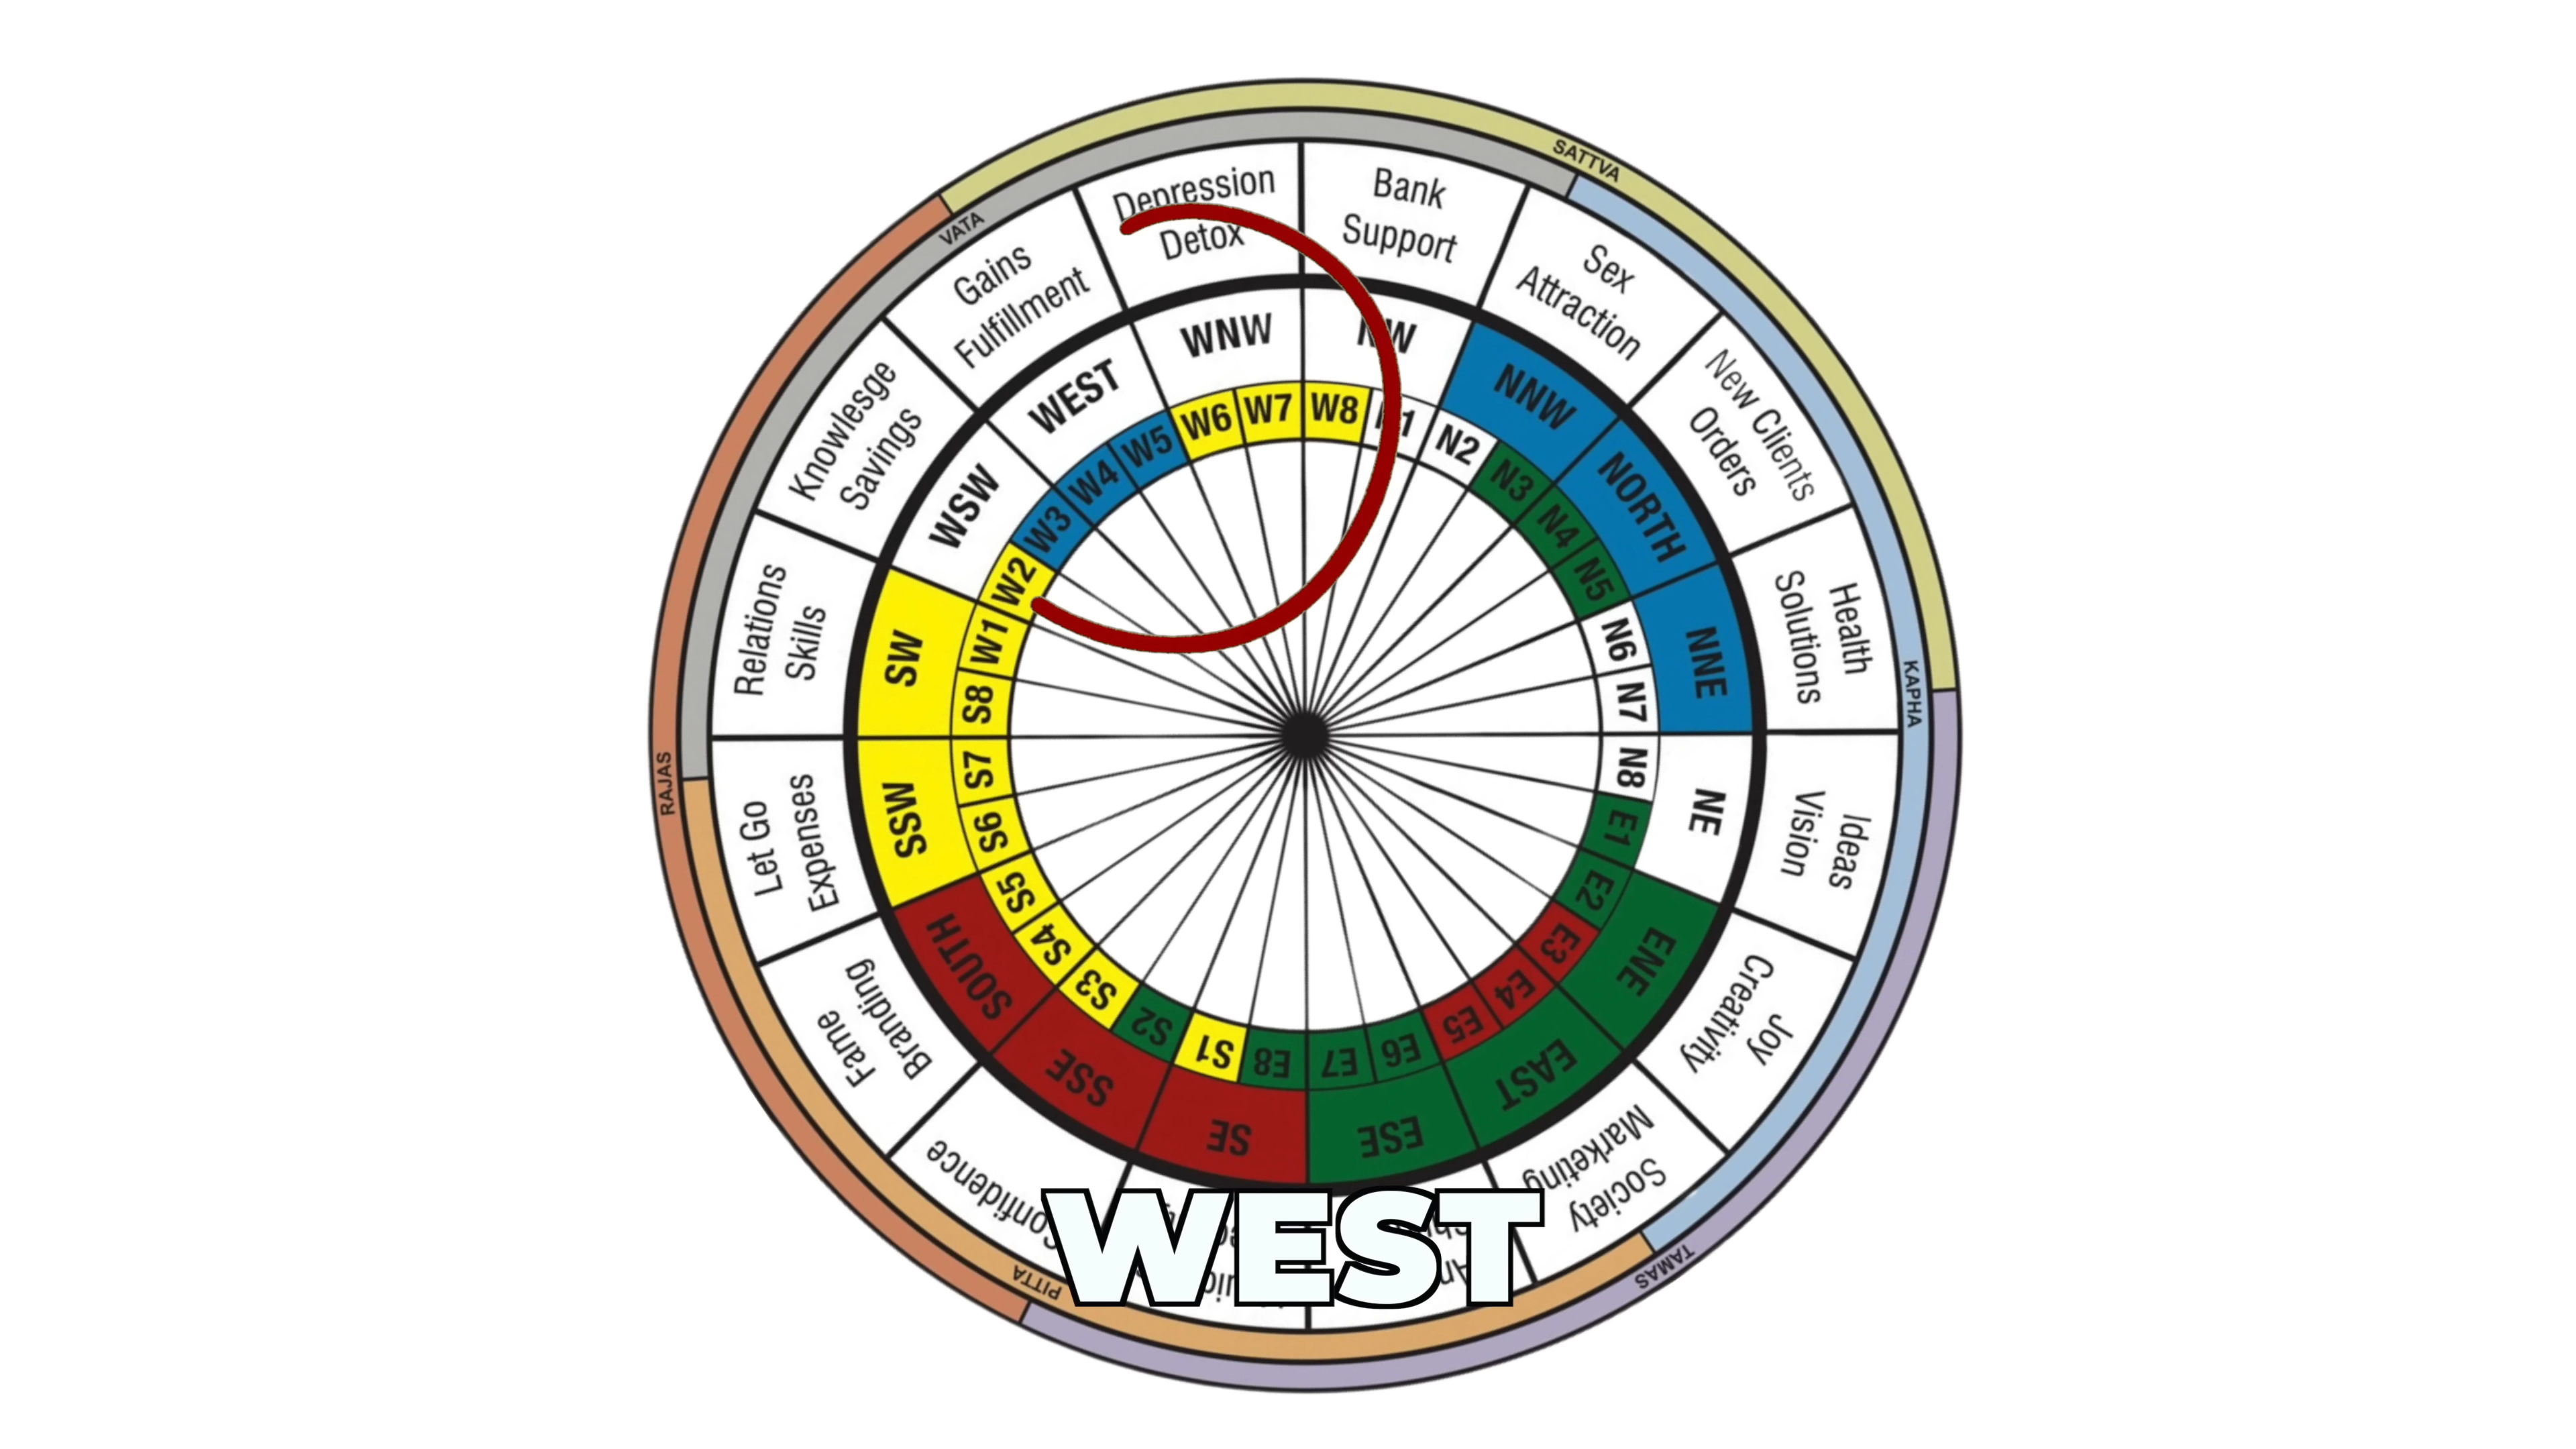 SATTVA
VATA
KAPHA
RAJAS
PITTA
TAMAS
Depression
Detox
Bank
Support
Sex
Attraction
New Clients
Orders
Health
Solutions
Ideas
Vision
Joy
Creativity
Society
Marketing
Fame
Branding
Let Go
Expenses
Relations
Skills
Knowlesge
Savings
Gains
Fulfillment
WNW
NW
NNW
NORTH
NNE
NE
ENE
EAST
ESE
SE
SSE
SOUTH
SSW
SW
WSW
WEST
W6
W7
W8
N1
N2
N3
N4
N5
N6
N7
N8
E1
E2
E3
E4
E5
E6
E7
E8
S1
S2
S3
S4
S5
S6
S7
S8
W1
W2
W3
W4
W5
WEST